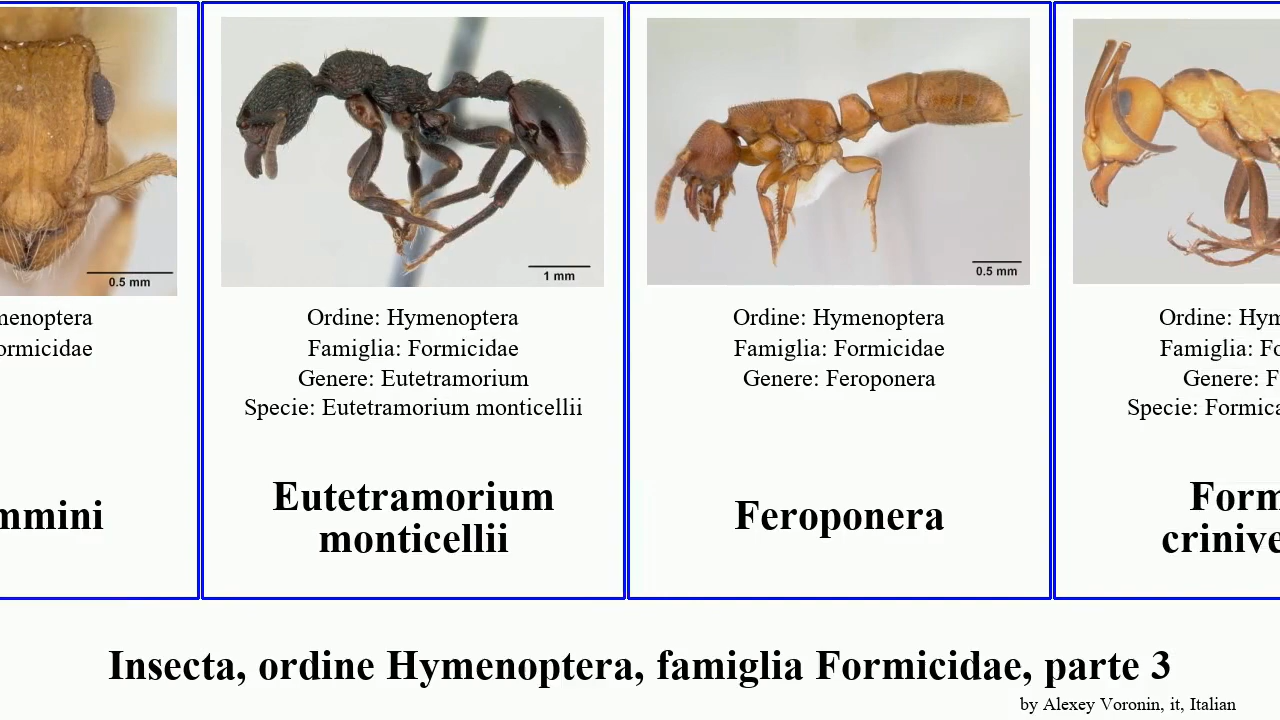 0.5 mm
menoptera
ormicidae
mmini
1 mm
Ordine: Hymenoptera
Famiglia: Formicidae
Genere: Eutetramorium
Specie: Eutetramorium monticellii
Eutetramorium
monticellii
0.5 mm
Ordine: Hymenoptera
Famiglia: Formicidae
Genere: Feroponera
Feroponera
Ordine: Hym
Famiglia: Fo
Genere: F
Specie: Formica
Form
crinive
Insecta, ordine Hymenoptera, famiglia Formicidae, parte 3
by Alexey Voronin, it, Italian